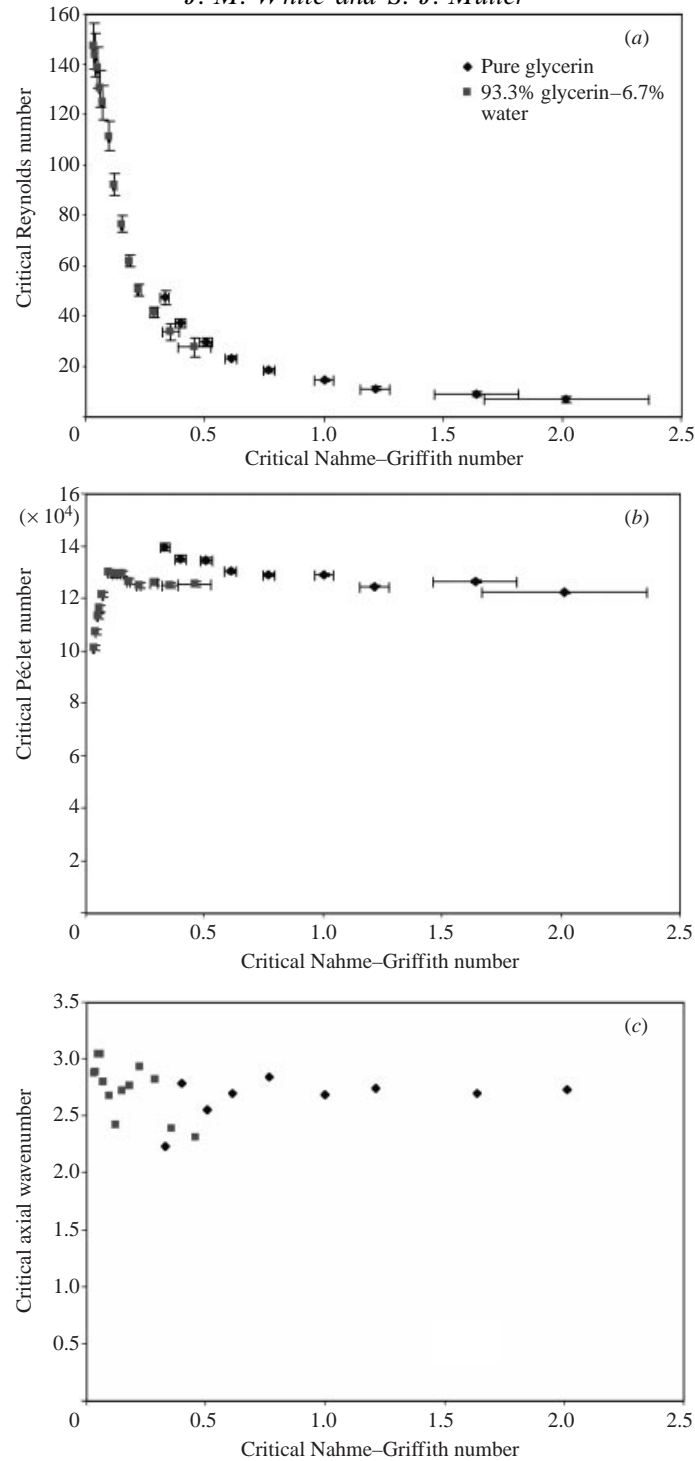 J. M. White and S. J. Muller
160
140
120
100
80
60
40
20
Critical Reynolds number
(a)
Pure glycerin
93.3% glycerin–6.7%
water
0 0.5 1.0 1.5 2.0 2.5
Critical Nahme–Griffith number
16
(× 10⁴)
14
12
10
8
6
4
2
Critical Péclet number
(b)
0 0.5 1.0 1.5 2.0 2.5
Critical Nahme–Griffith number
3.5
3.0
2.5
2.0
1.5
1.0
0.5
Critical axial wavenumber
(c)
0 0.5 1.0 1.5 2.0 2.5
Critical Nahme–Griffith number